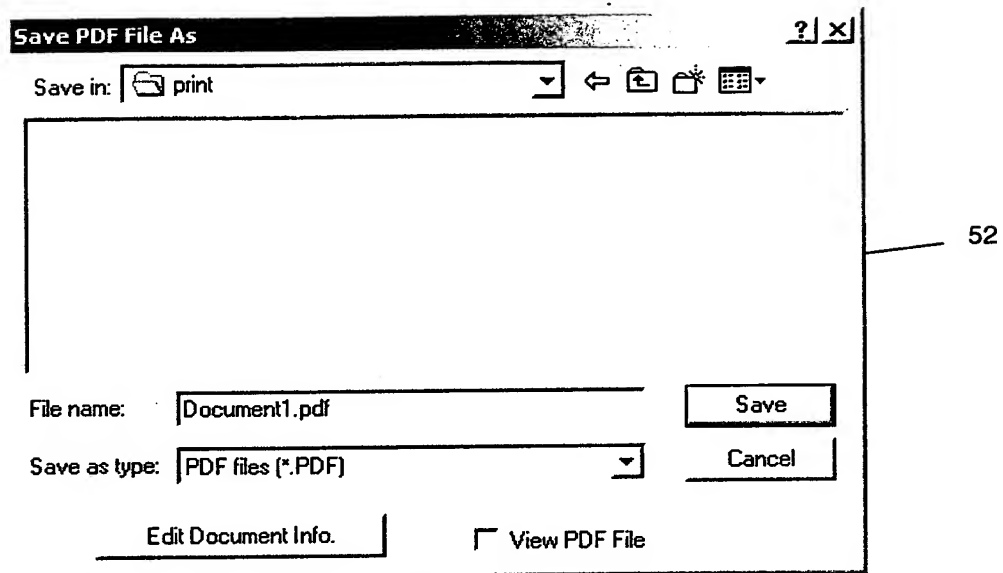 Save PDF File As
Save in: print
52
File name: Document1.pdf Save
Save as type: PDF files (*.PDF) Cancel
Edit Document Info. View PDF File